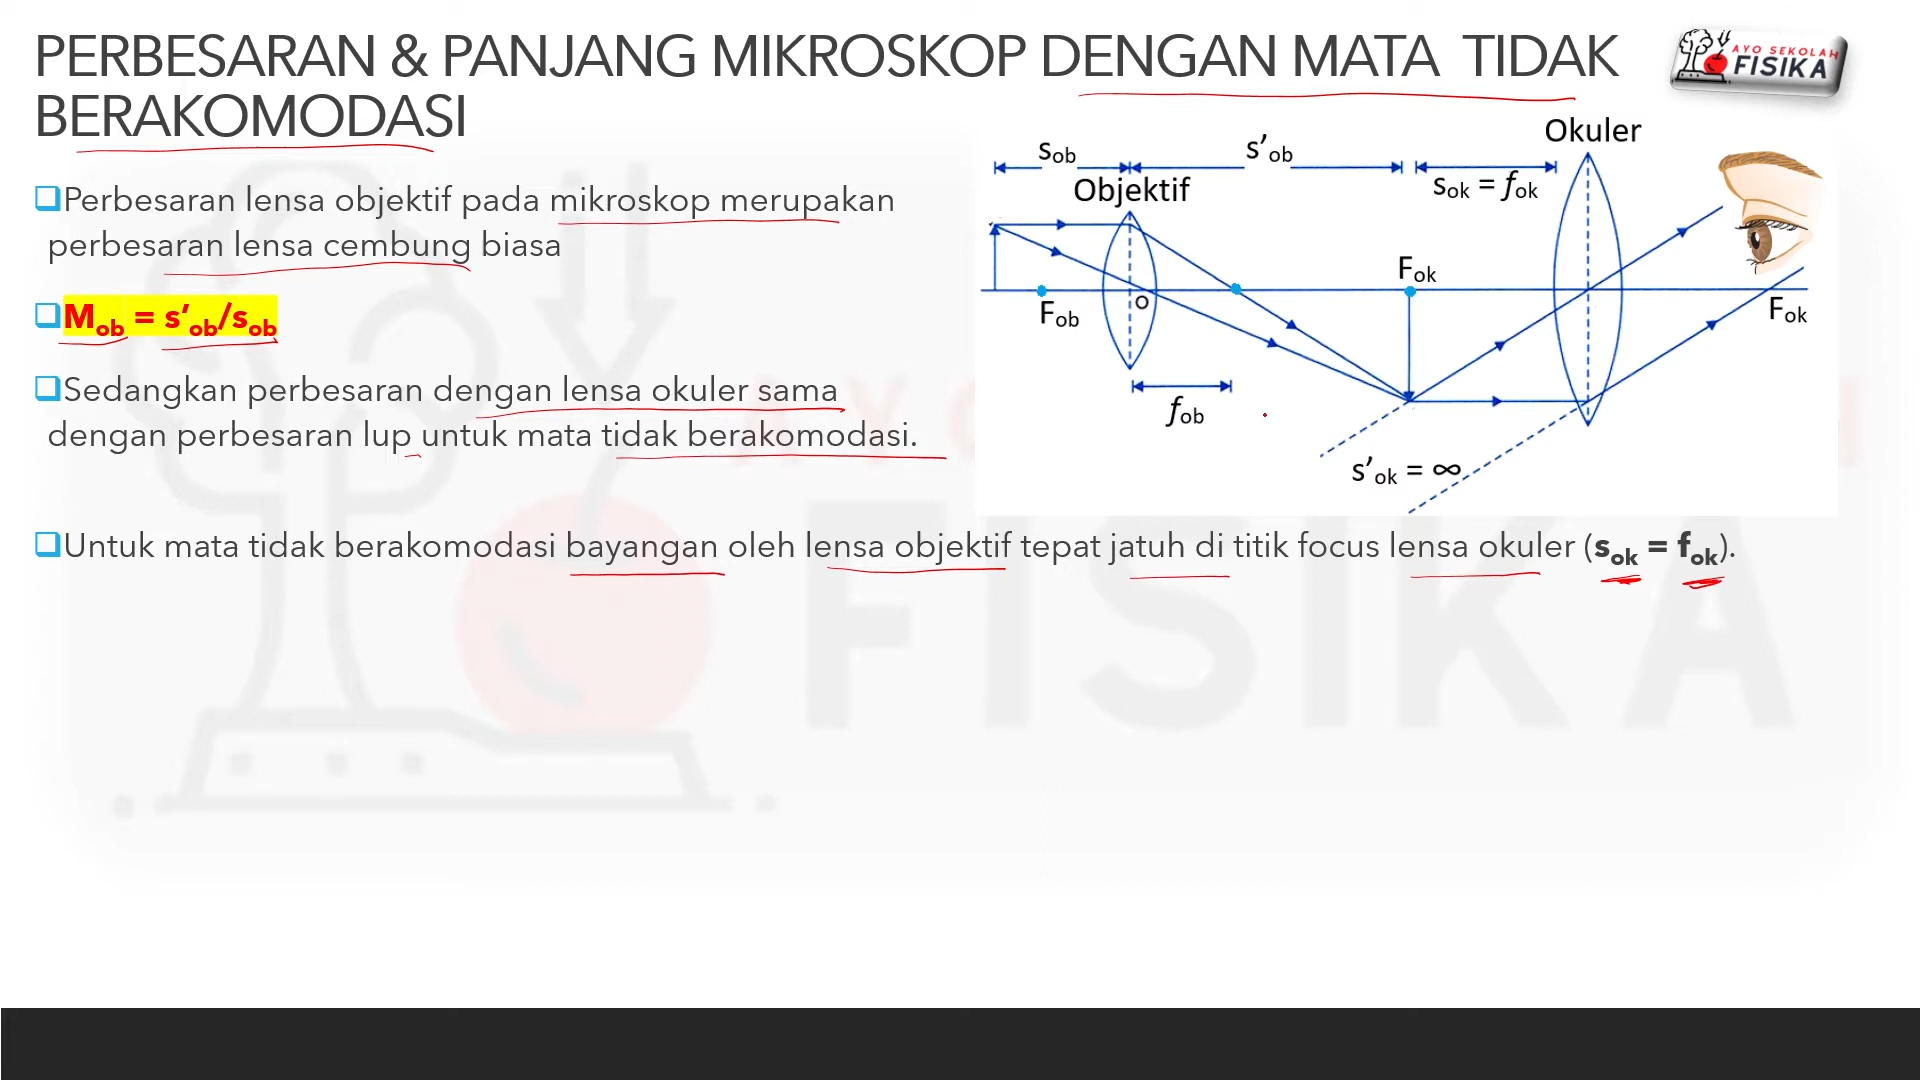 PERBESARAN & PANJANG MIKROSKOP DENGAN MATA TIDAK
BERAKOMODASI
AYO SEKOLAH
FISIKA
Perbesaran lensa objektif pada mikroskop merupakan
perbesaran lensa cembung biasa
Mob = s’ob/sob
Sedangkan perbesaran dengan lensa okuler sama
dengan perbesaran lup untuk mata tidak berakomodasi.
Untuk mata tidak berakomodasi bayangan oleh lensa objektif tepat jatuh di titik focus lensa okuler (sok = fok).
Okuler
sob
s’ob
Objektif
sok = fok
Fok
O
Fob
Fok
fob
s’ok = ∞
FISIKA